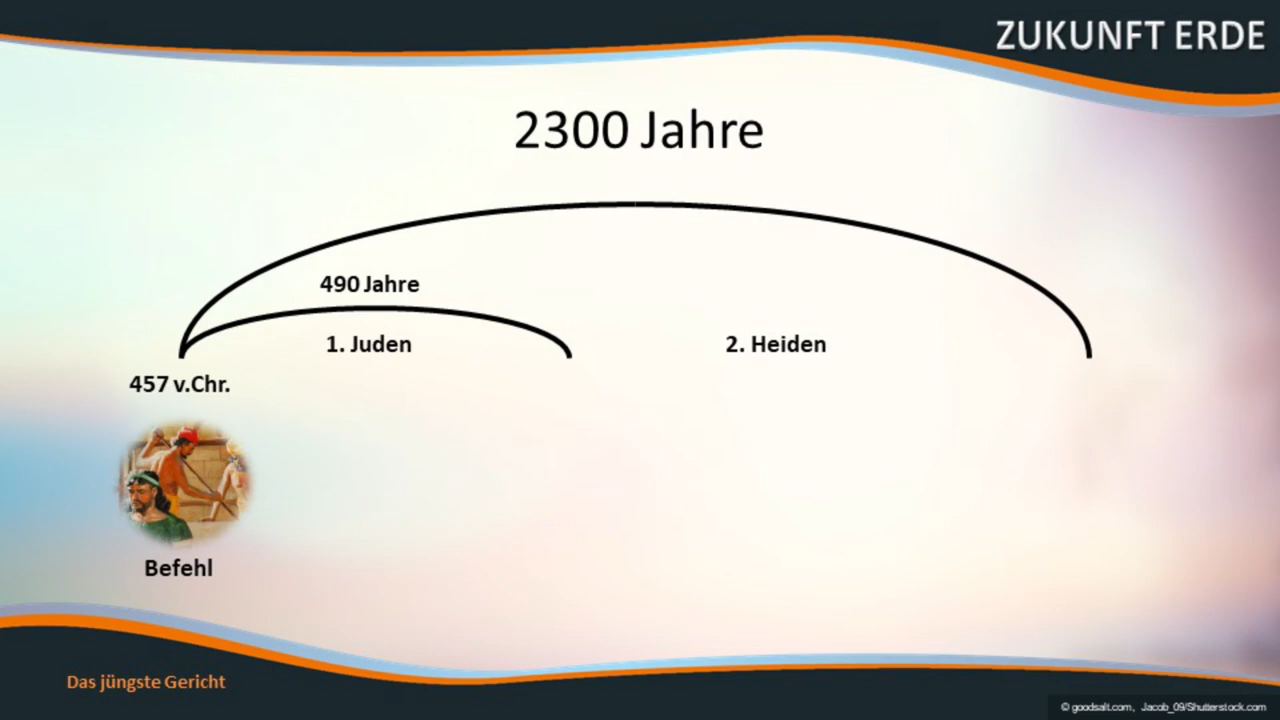 ZUKUNFT ERDE
2300 Jahre
490 Jahre
1. Juden
2. Heiden
457 v.Chr.
Befehl
Das jüngste Gericht
© goodsalt.com, Jacob_09/Shutterstock.com